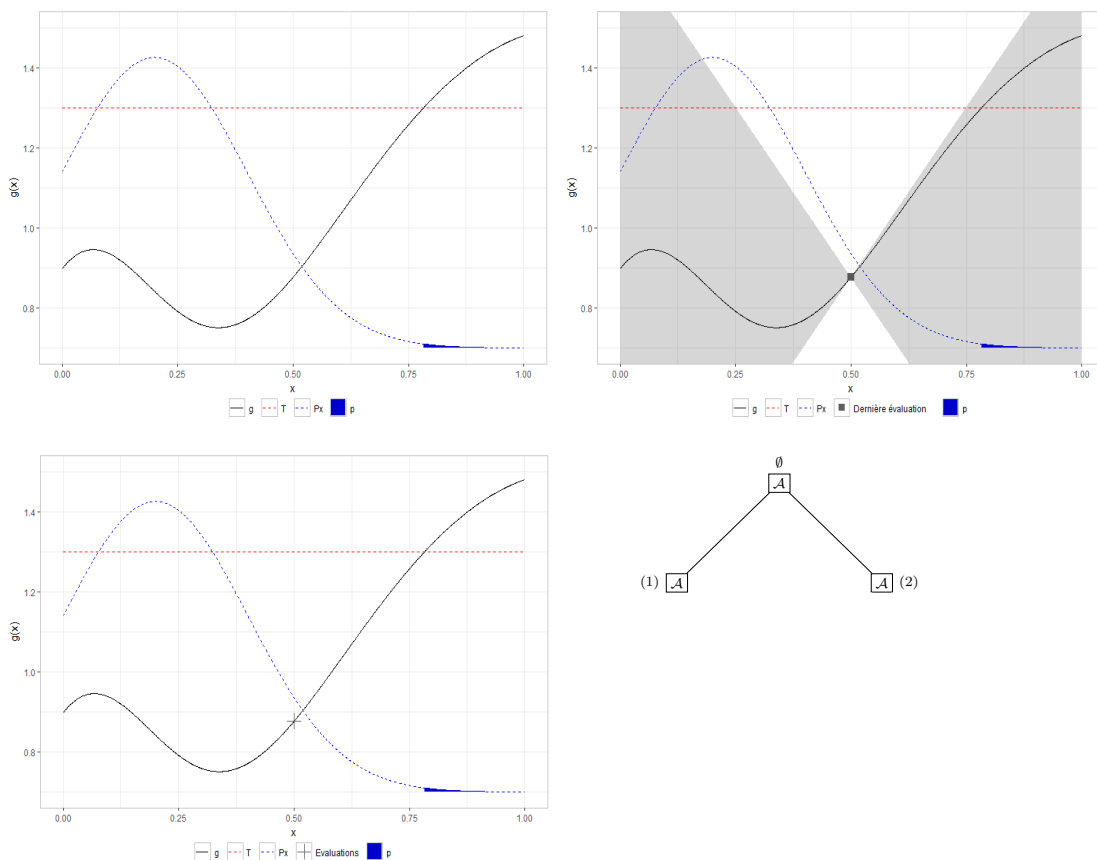 g(x)
1.4
1.2
1.0
0.8
0.00 0.25 0.50 0.75 1.00
x
g T Px p
g(x)
1.4
1.2
1.0
0.8
0.00 0.25 0.50 0.75 1.00
x
g T Px Dernière évaluation p
g(x)
1.4
1.2
1.0
0.8
0.00 0.25 0.50 0.75 1.00
x
g T Px Evaluations p
∅
𝒜
(1) 𝒜 𝒜 (2)